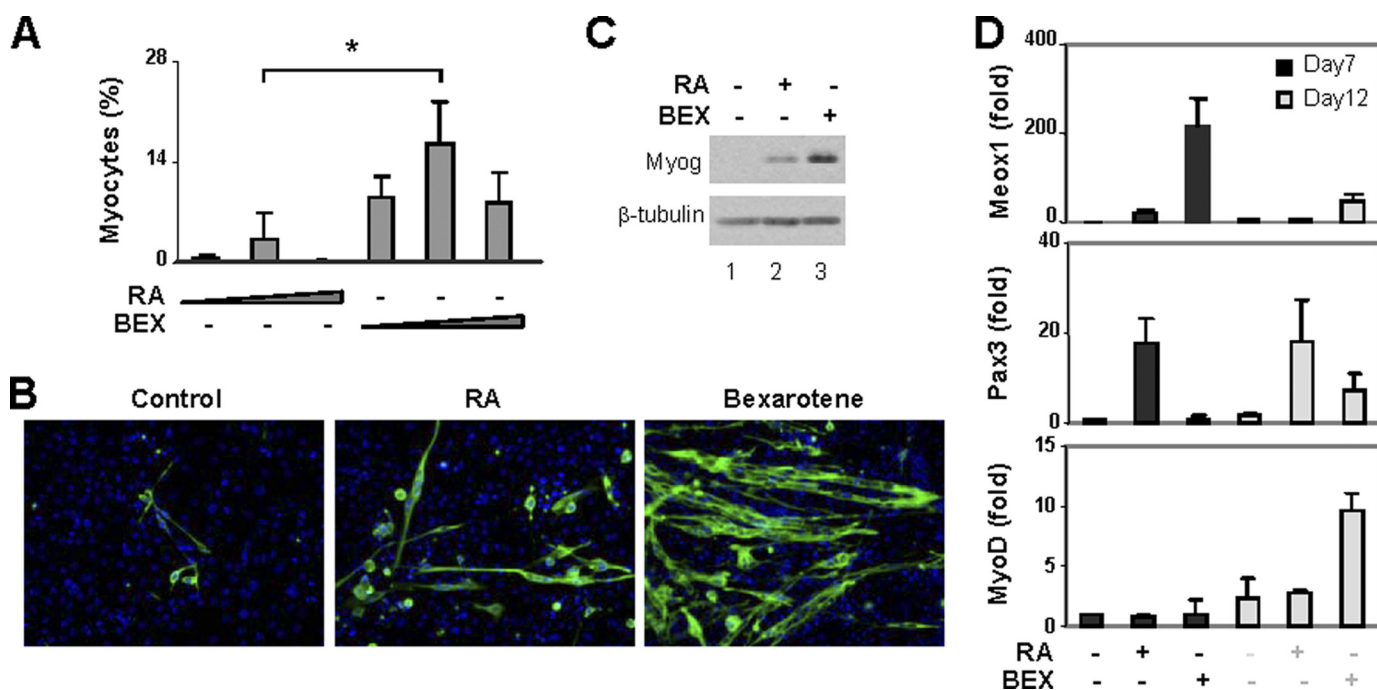 A
*
28
14
0
Myocytes (%)
RA - - -
BEX - - -
B
Control RA Bexarotene
C
RA - + -
BEX - - +
Myog
β-tubulin
1 2 3
D
400
200
0
Meox1 (fold)
Day7
Day12
40
20
0
Pax3 (fold)
15
10
5
0
MyoD (fold)
RA - + - - + -
BEX - - + - - +